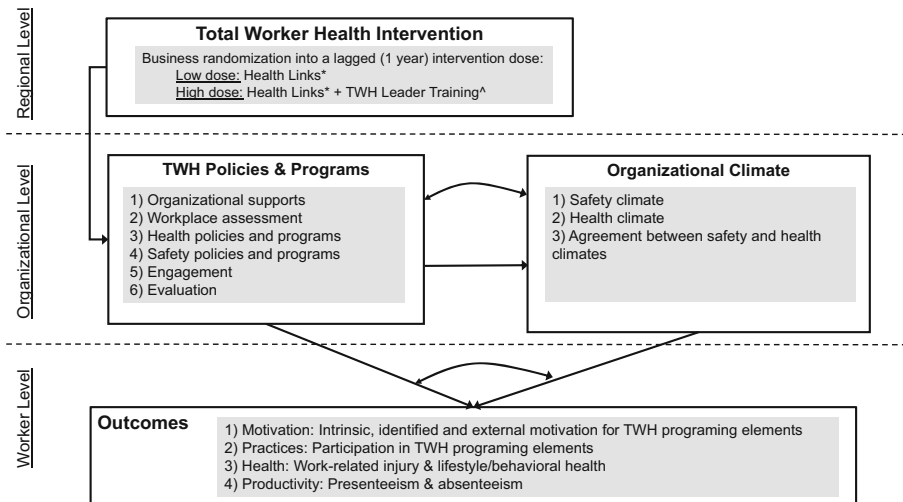 Regional Level
Total Worker Health Intervention
Business randomization into a lagged (1 year) intervention dose:
Low dose: Health Links*
High dose: Health Links* + TWH Leader Training^
Organizational Level
TWH Policies & Programs
1) Organizational supports
2) Workplace assessment
3) Health policies and programs
4) Safety policies and programs
5) Engagement
6) Evaluation
Organizational Climate
1) Safety climate
2) Health climate
3) Agreement between safety and health
climates
Worker Level
Outcomes
1) Motivation: Intrinsic, identified and external motivation for TWH programing elements
2) Practices: Participation in TWH programing elements
3) Health: Work-related injury & lifestyle/behavioral health
4) Productivity: Presenteeism & absenteeism